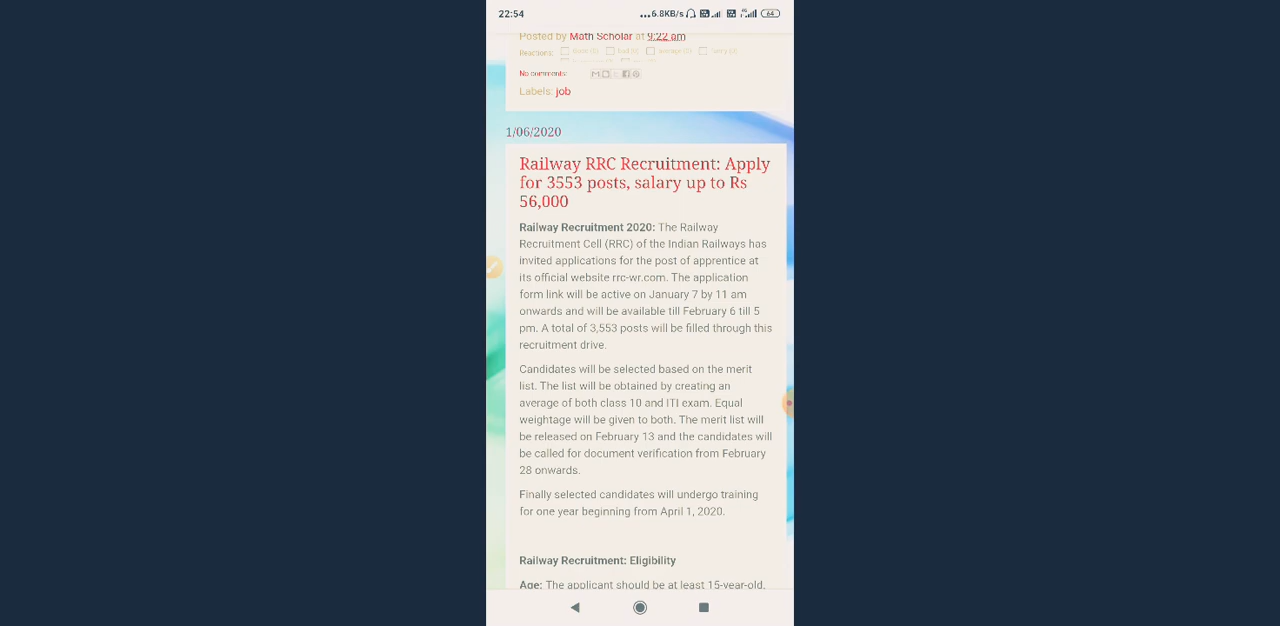 22:54
...6.8KB/s
64
Posted by Math Scholar at 9:22 am
Reactions:
No comments:
Labels: job
1/06/2020
Railway RRC Recruitment: Apply
for 3553 posts, salary up to Rs
56,000
Railway Recruitment 2020: The Railway
Recruitment Cell (RRC) of the Indian Railways has
invited applications for the post of apprentice at
its official website rrc-wr.com. The application
form link will be active on January 7 by 11 am
onwards and will be available till February 6 till 5
pm. A total of 3,553 posts will be filled through this
recruitment drive.
Candidates will be selected based on the merit
list. The list will be obtained by creating an
average of both class 10 and ITI exam. Equal
weightage will be given to both. The merit list will
be released on February 13 and the candidates will
be called for document verification from February
28 onwards.
Finally selected candidates will undergo training
for one year beginning from April 1, 2020.
Railway Recruitment: Eligibility
Age: The applicant should be at least 15-year-old.